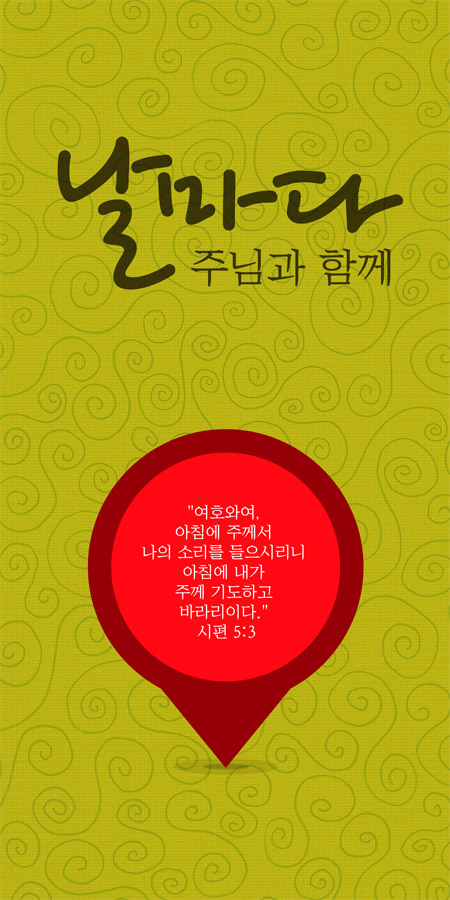 날마다
주님과 함께
"여호와여,
아침에 주께서
나의 소리를 들으시리니
아침에 내가
주께 기도하고
바라리이다."
시편 5:3